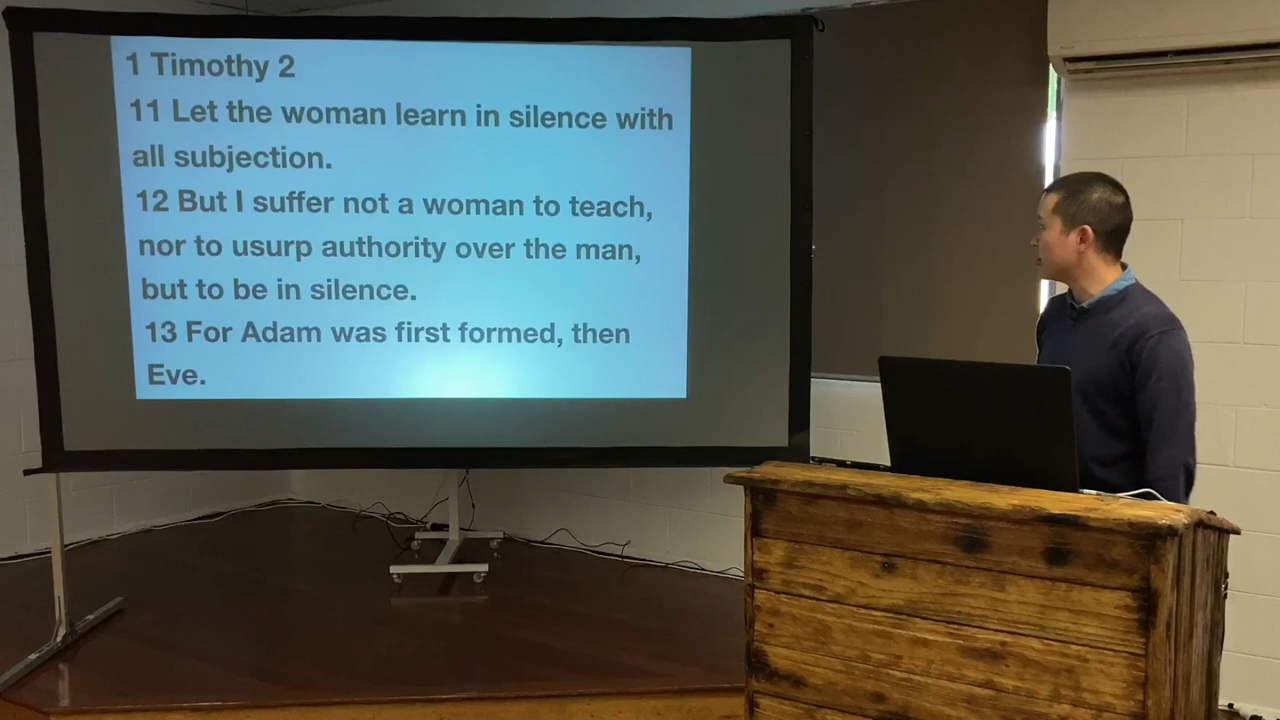 1 Timothy 2
11 Let the woman learn in silence with
all subjection.
12 But I suffer not a woman to teach,
nor to usurp authority over the man,
but to be in silence.
13 For Adam was first formed, then
Eve.